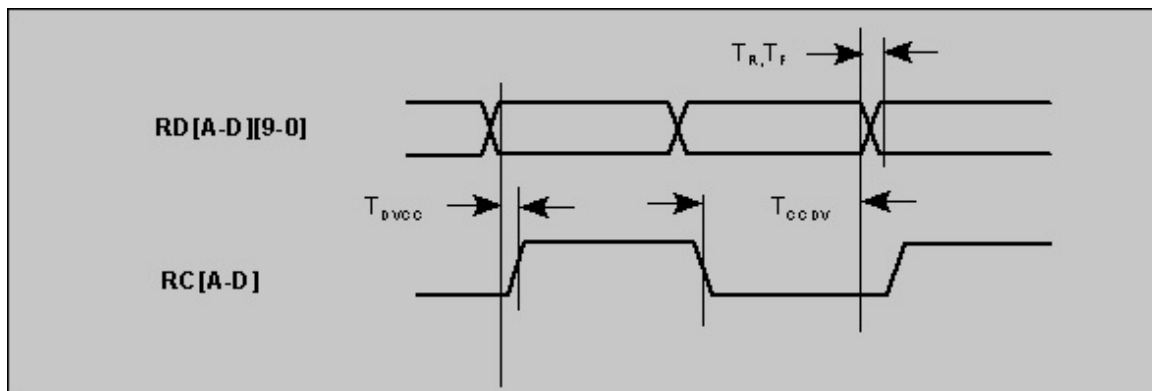 T_R,T_F
RD[A-D][9-0]
T_DVCC
T_CCDV
RC[A-D]